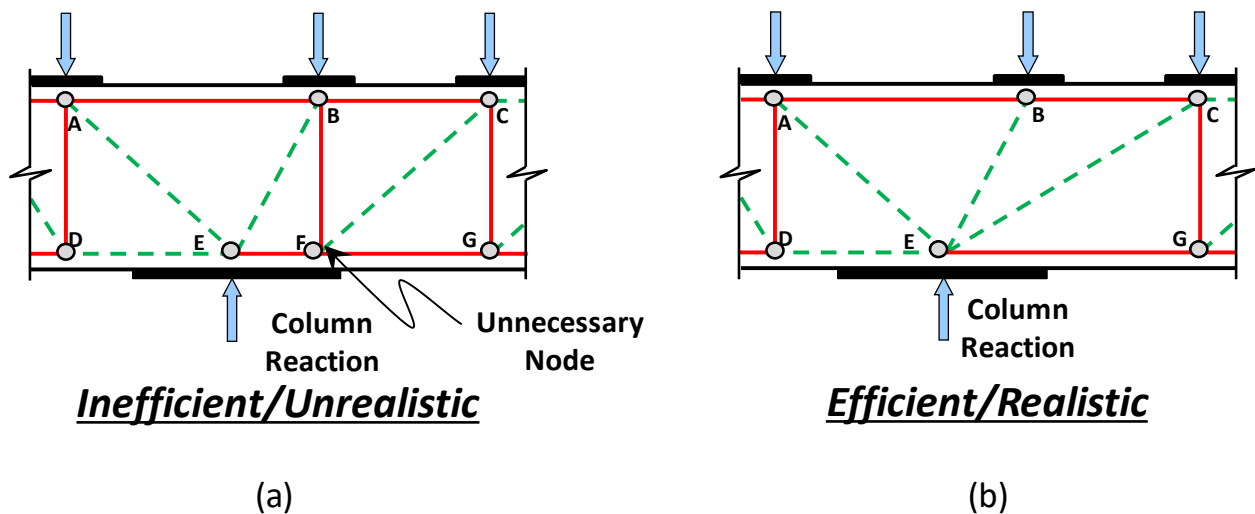 A
B
C
D
E
F
G
Column
Reaction
Unnecessary
Node
Inefficient/Unrealistic
(a)
A
B
C
D
E
G
Column
Reaction
Efficient/Realistic
(b)